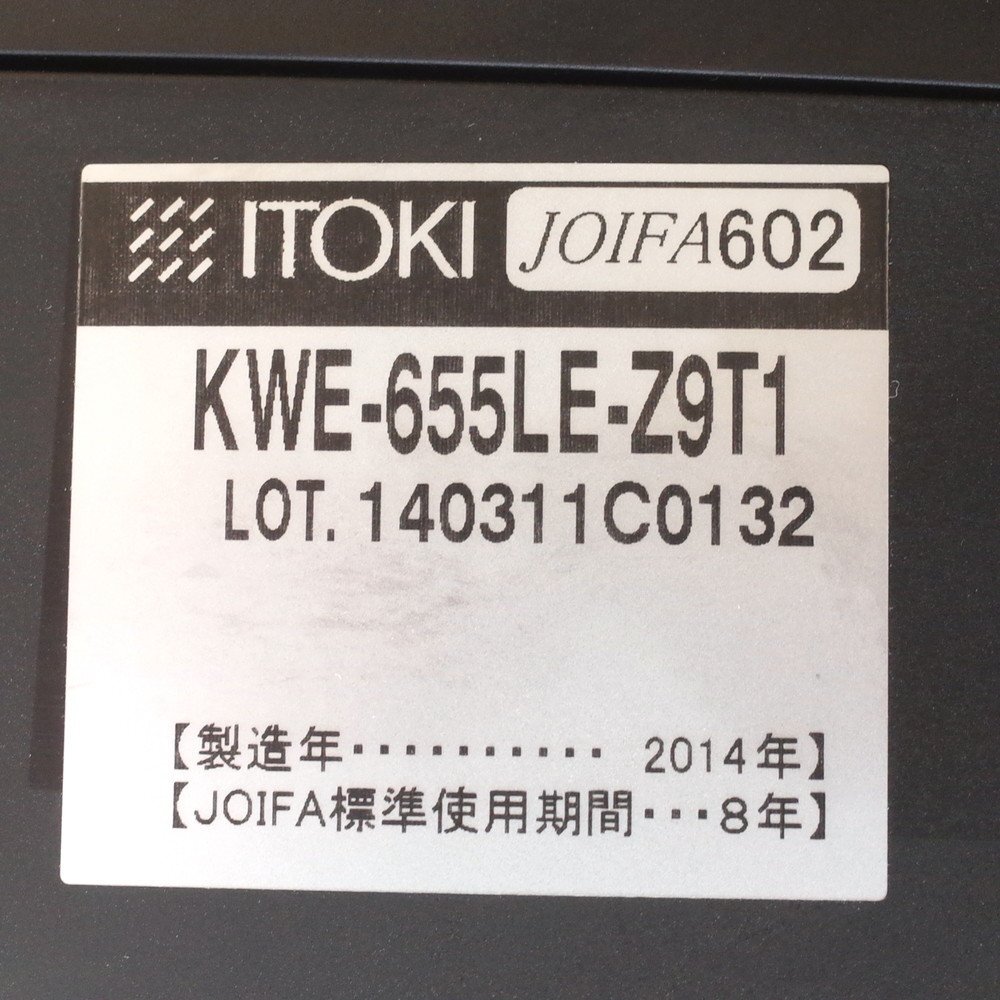 ITOKI JOIFA602
KWE-655LE-Z9T1
LOT. 140311C0132
【製造年・・・・・・・・・・ 2014年】
【JOIFA標準使用期間・・・8年】